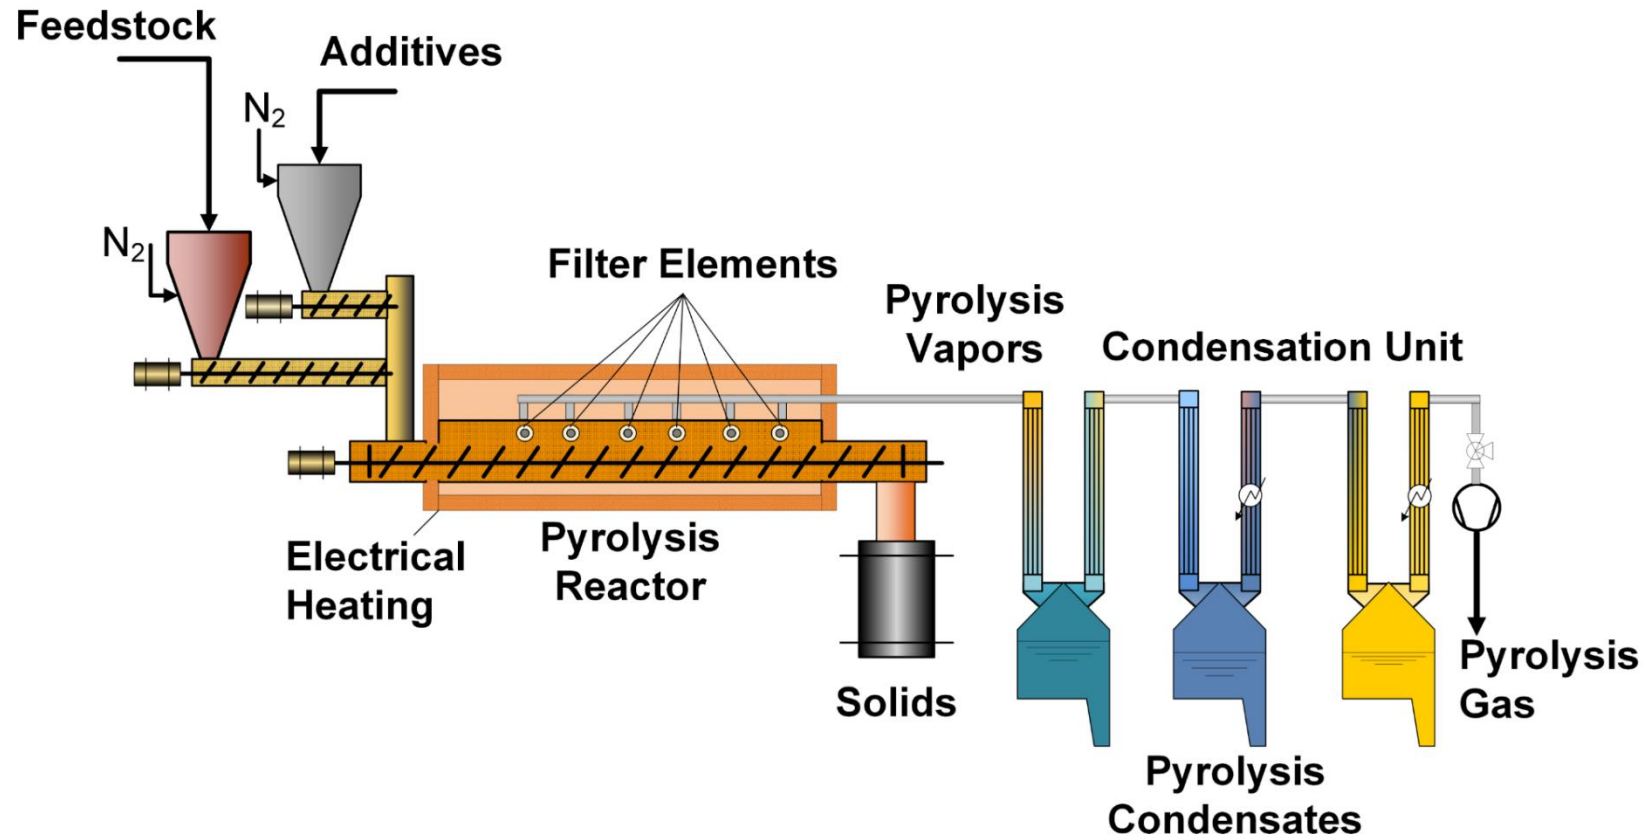 Feedstock
Additives
N₂
N₂
Filter Elements
Pyrolysis
Vapors
Condensation Unit
Electrical
Heating
Pyrolysis
Reactor
Solids
Pyrolysis
Gas
Pyrolysis
Condensates